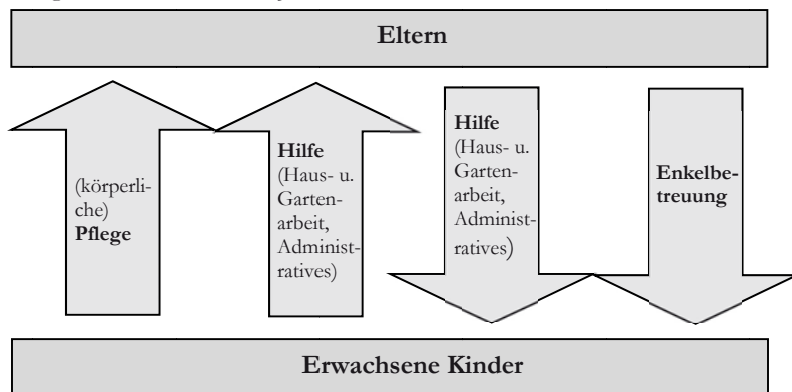 Eltern
(körperli-
che)
Pflege
Hilfe
(Haus- u.
Garten-
arbeit,
Administ-
ratives)
Hilfe
(Haus- u.
Garten-
arbeit,
Administ-
ratives)
Enkelbe-
treuung
Erwachsene Kinder